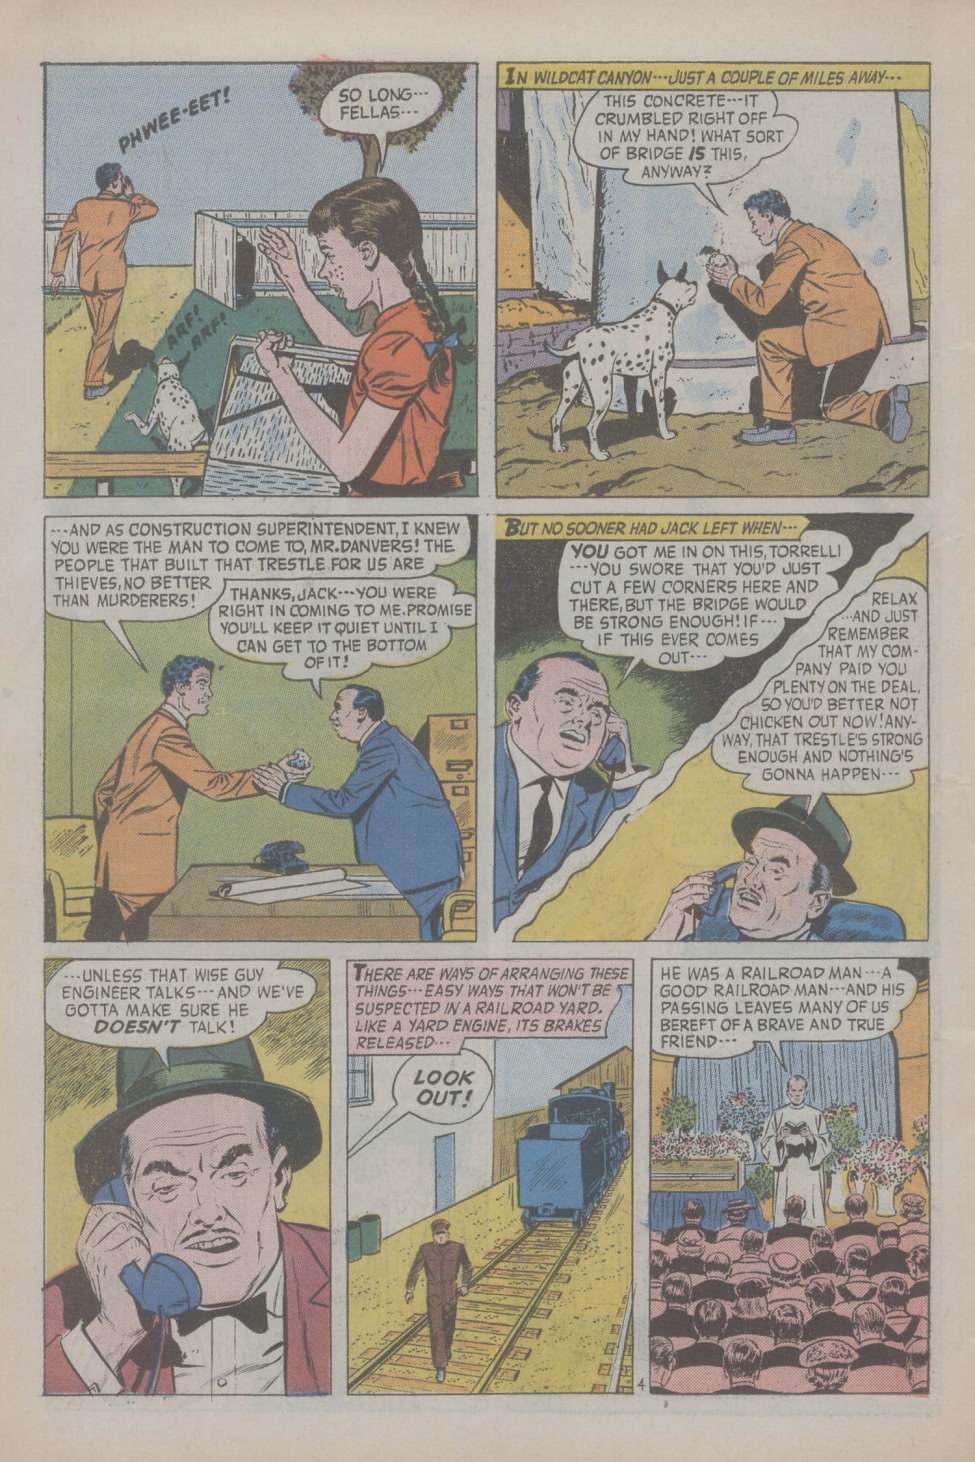 PHWEE-EET!
SO LONG---
FELLAS---
ARF!
ARF!
IN WILDCAT CANYON---JUST A COUPLE OF MILES AWAY---
THIS CONCRETE---IT
CRUMBLED RIGHT OFF
IN MY HAND! WHAT SORT
OF BRIDGE IS THIS,
ANYWAY?
---AND AS CONSTRUCTION SUPERINTENDENT, I KNEW
YOU WERE THE MAN TO COME TO, MR. DANVERS! THE
PEOPLE THAT BUILT THAT TRESTLE FOR US ARE
THIEVES, NO BETTER
THAN MURDERERS!
THANKS, JACK---YOU WERE
RIGHT IN COMING TO ME. PROMISE
YOU'LL KEEP IT QUIET UNTIL I
CAN GET TO THE BOTTOM
OF IT!
BUT NO SOONER HAD JACK LEFT WHEN---
YOU GOT ME IN ON THIS, TORRELLI
---YOU SWORE THAT YOU'D JUST
CUT A FEW CORNERS HERE AND
THERE, BUT THE BRIDGE WOULD
BE STRONG ENOUGH! IF---
IF THIS EVER COMES
OUT---
RELAX
---AND JUST
REMEMBER
THAT MY COM-
PANY PAID YOU
PLENTY ON THE DEAL,
SO YOU'D BETTER NOT
CHICKEN OUT NOW! ANY-
WAY, THAT TRESTLE'S STRONG
ENOUGH AND NOTHING'S
GONNA HAPPEN---
---UNLESS THAT WISE GUY
ENGINEER TALKS---AND WE'VE
GOTTA MAKE SURE HE
DOESN'T TALK!
THERE ARE WAYS OF ARRANGING THESE
THINGS---EASY WAYS THAT WON'T BE
SUSPECTED IN A RAILROAD YARD.
LIKE A YARD ENGINE, ITS BRAKES
RELEASED---
LOOK
OUT!
4
HE WAS A RAILROAD MAN---A
GOOD RAILROAD MAN---AND HIS
PASSING LEAVES MANY OF US
BEREFT OF A BRAVE AND TRUE
FRIEND---